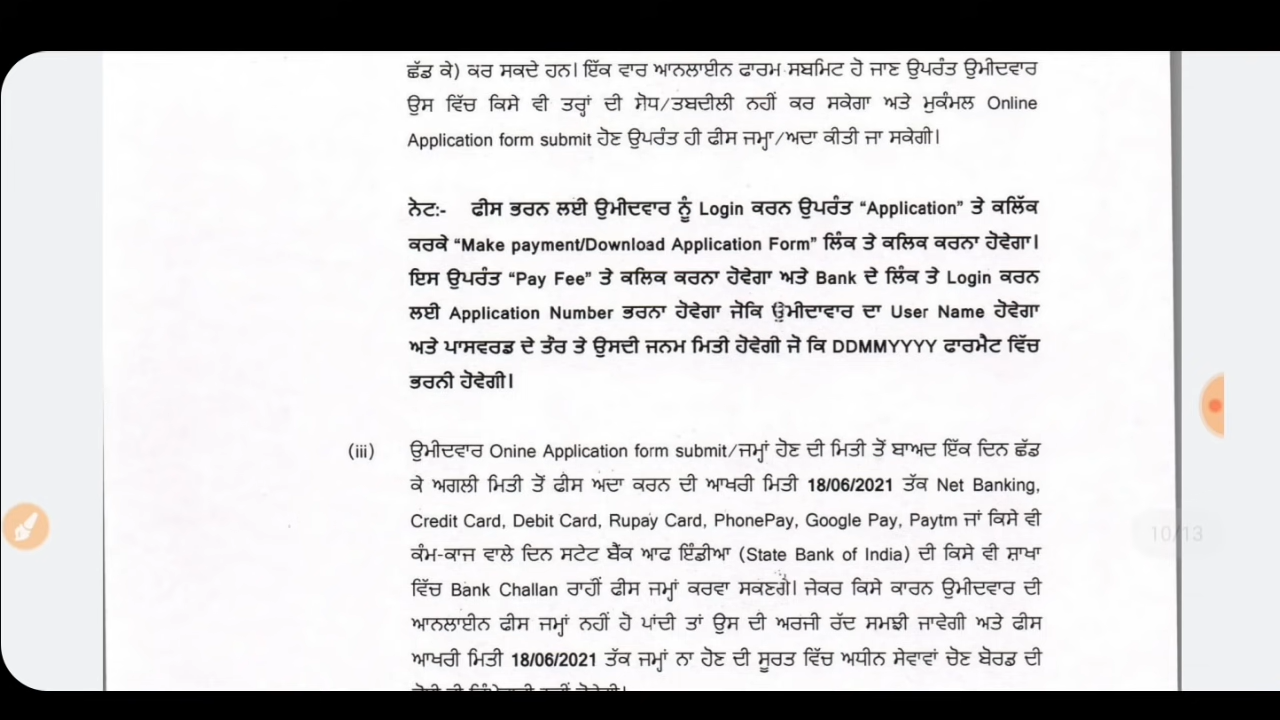 ਛੱਡ ਕੇ) ਕਰ ਸਕਦੇ ਹਨ। ਇੱਕ ਵਾਰ ਆਨਲਾਈਨ ਫਾਰਮ ਸਬਮਿਟ ਹੋ ਜਾਣ ਉਪਰੰਤ ਉਮੀਦਵਾਰ
ਉਸ ਵਿੱਚ ਕਿਸੇ ਵੀ ਤਰ੍ਹਾਂ ਦੀ ਸੋਧ/ਤਬਦੀਲੀ ਨਹੀਂ ਕਰ ਸਕੇਗਾ ਅਤੇ ਮੁਕੰਮਲ Online
Application form submit ਹੋਣ ਉਪਰੰਤ ਹੀ ਫੀਸ ਜਮ੍ਹਾ/ਅਦਾ ਕੀਤੀ ਜਾ ਸਕੇਗੀ।
ਨੋਟ:- ਫੀਸ ਭਰਨ ਲਈ ਉਮੀਦਵਾਰ ਨੂੰ Login ਕਰਨ ਉਪਰੰਤ “Application” ਤੇ ਕਲਿੱਕ
ਕਰਕੇ “Make payment/Download Application Form” ਲਿੰਕ ਤੇ ਕਲਿਕ ਕਰਨਾ ਹੋਵੇਗਾ।
ਇਸ ਉਪਰੰਤ “Pay Fee” ਤੇ ਕਲਿਕ ਕਰਨਾ ਹੋਵੇਗਾ ਅਤੇ Bank ਦੇ ਲਿੰਕ ਤੇ Login ਕਰਨ
ਲਈ Application Number ਭਰਨਾ ਹੋਵੇਗਾ ਜੋਕਿ ਉਮੀਦਾਵਾਰ ਦਾ User Name ਹੋਵੇਗਾ
ਅਤੇ ਪਾਸਵਰਡ ਦੇ ਤੌਰ ਤੇ ਉਸਦੀ ਜਨਮ ਮਿਤੀ ਹੋਵੇਗੀ ਜੋ ਕਿ DDMMYYYY ਫਾਰਮੈਟ ਵਿੱਚ
ਭਰਨੀ ਹੋਵੇਗੀ।
(iii) ਉਮੀਦਵਾਰ Onine Application form submit/ਜਮ੍ਹਾਂ ਹੋਣ ਦੀ ਮਿਤੀ ਤੋਂ ਬਾਅਦ ਇੱਕ ਦਿਨ ਛੱਡ
ਕੇ ਅਗਲੀ ਮਿਤੀ ਤੋਂ ਫੀਸ ਅਦਾ ਕਰਨ ਦੀ ਆਖਰੀ ਮਿਤੀ 18/06/2021 ਤੱਕ Net Banking,
Credit Card, Debit Card, Rupay Card, PhonePay, Google Pay, Paytm ਜਾਂ ਕਿਸੇ ਵੀ
ਕੰਮ-ਕਾਜ ਵਾਲੇ ਦਿਨ ਸਟੇਟ ਬੈਂਕ ਆਫ ਇੰਡੀਆ (State Bank of India) ਦੀ ਕਿਸੇ ਵੀ ਸ਼ਾਖਾ
ਵਿੱਚ Bank Challan ਰਾਹੀਂ ਫੀਸ ਜਮ੍ਹਾਂ ਕਰਵਾ ਸਕਣਗੇ। ਜੇਕਰ ਕਿਸੇ ਕਾਰਨ ਉਮੀਦਵਾਰ ਦੀ
ਆਨਲਾਈਨ ਫੀਸ ਜਮ੍ਹਾਂ ਨਹੀਂ ਹੋ ਪਾਂਦੀ ਤਾਂ ਉਸ ਦੀ ਅਰਜੀ ਰੱਦ ਸਮਝੀ ਜਾਵੇਗੀ ਅਤੇ ਫੀਸ
ਆਖਰੀ ਮਿਤੀ 18/06/2021 ਤੱਕ ਜਮ੍ਹਾਂ ਨਾ ਹੋਣ ਦੀ ਸੂਰਤ ਵਿੱਚ ਅਧੀਨ ਸੇਵਾਵਾਂ ਚੋਣ ਬੋਰਡ ਦੀ
10/13